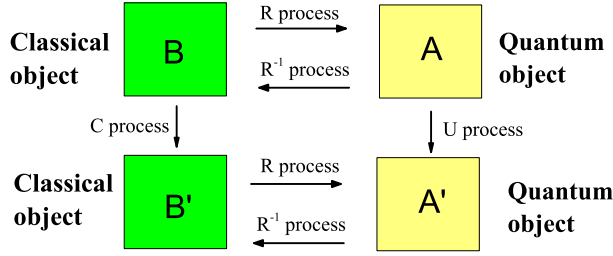 Classical
object
B
R process
R⁻¹ process
A
Quantum
object
C process
U process
Classical
object
B'
R process
R⁻¹ process
A'
Quantum
object